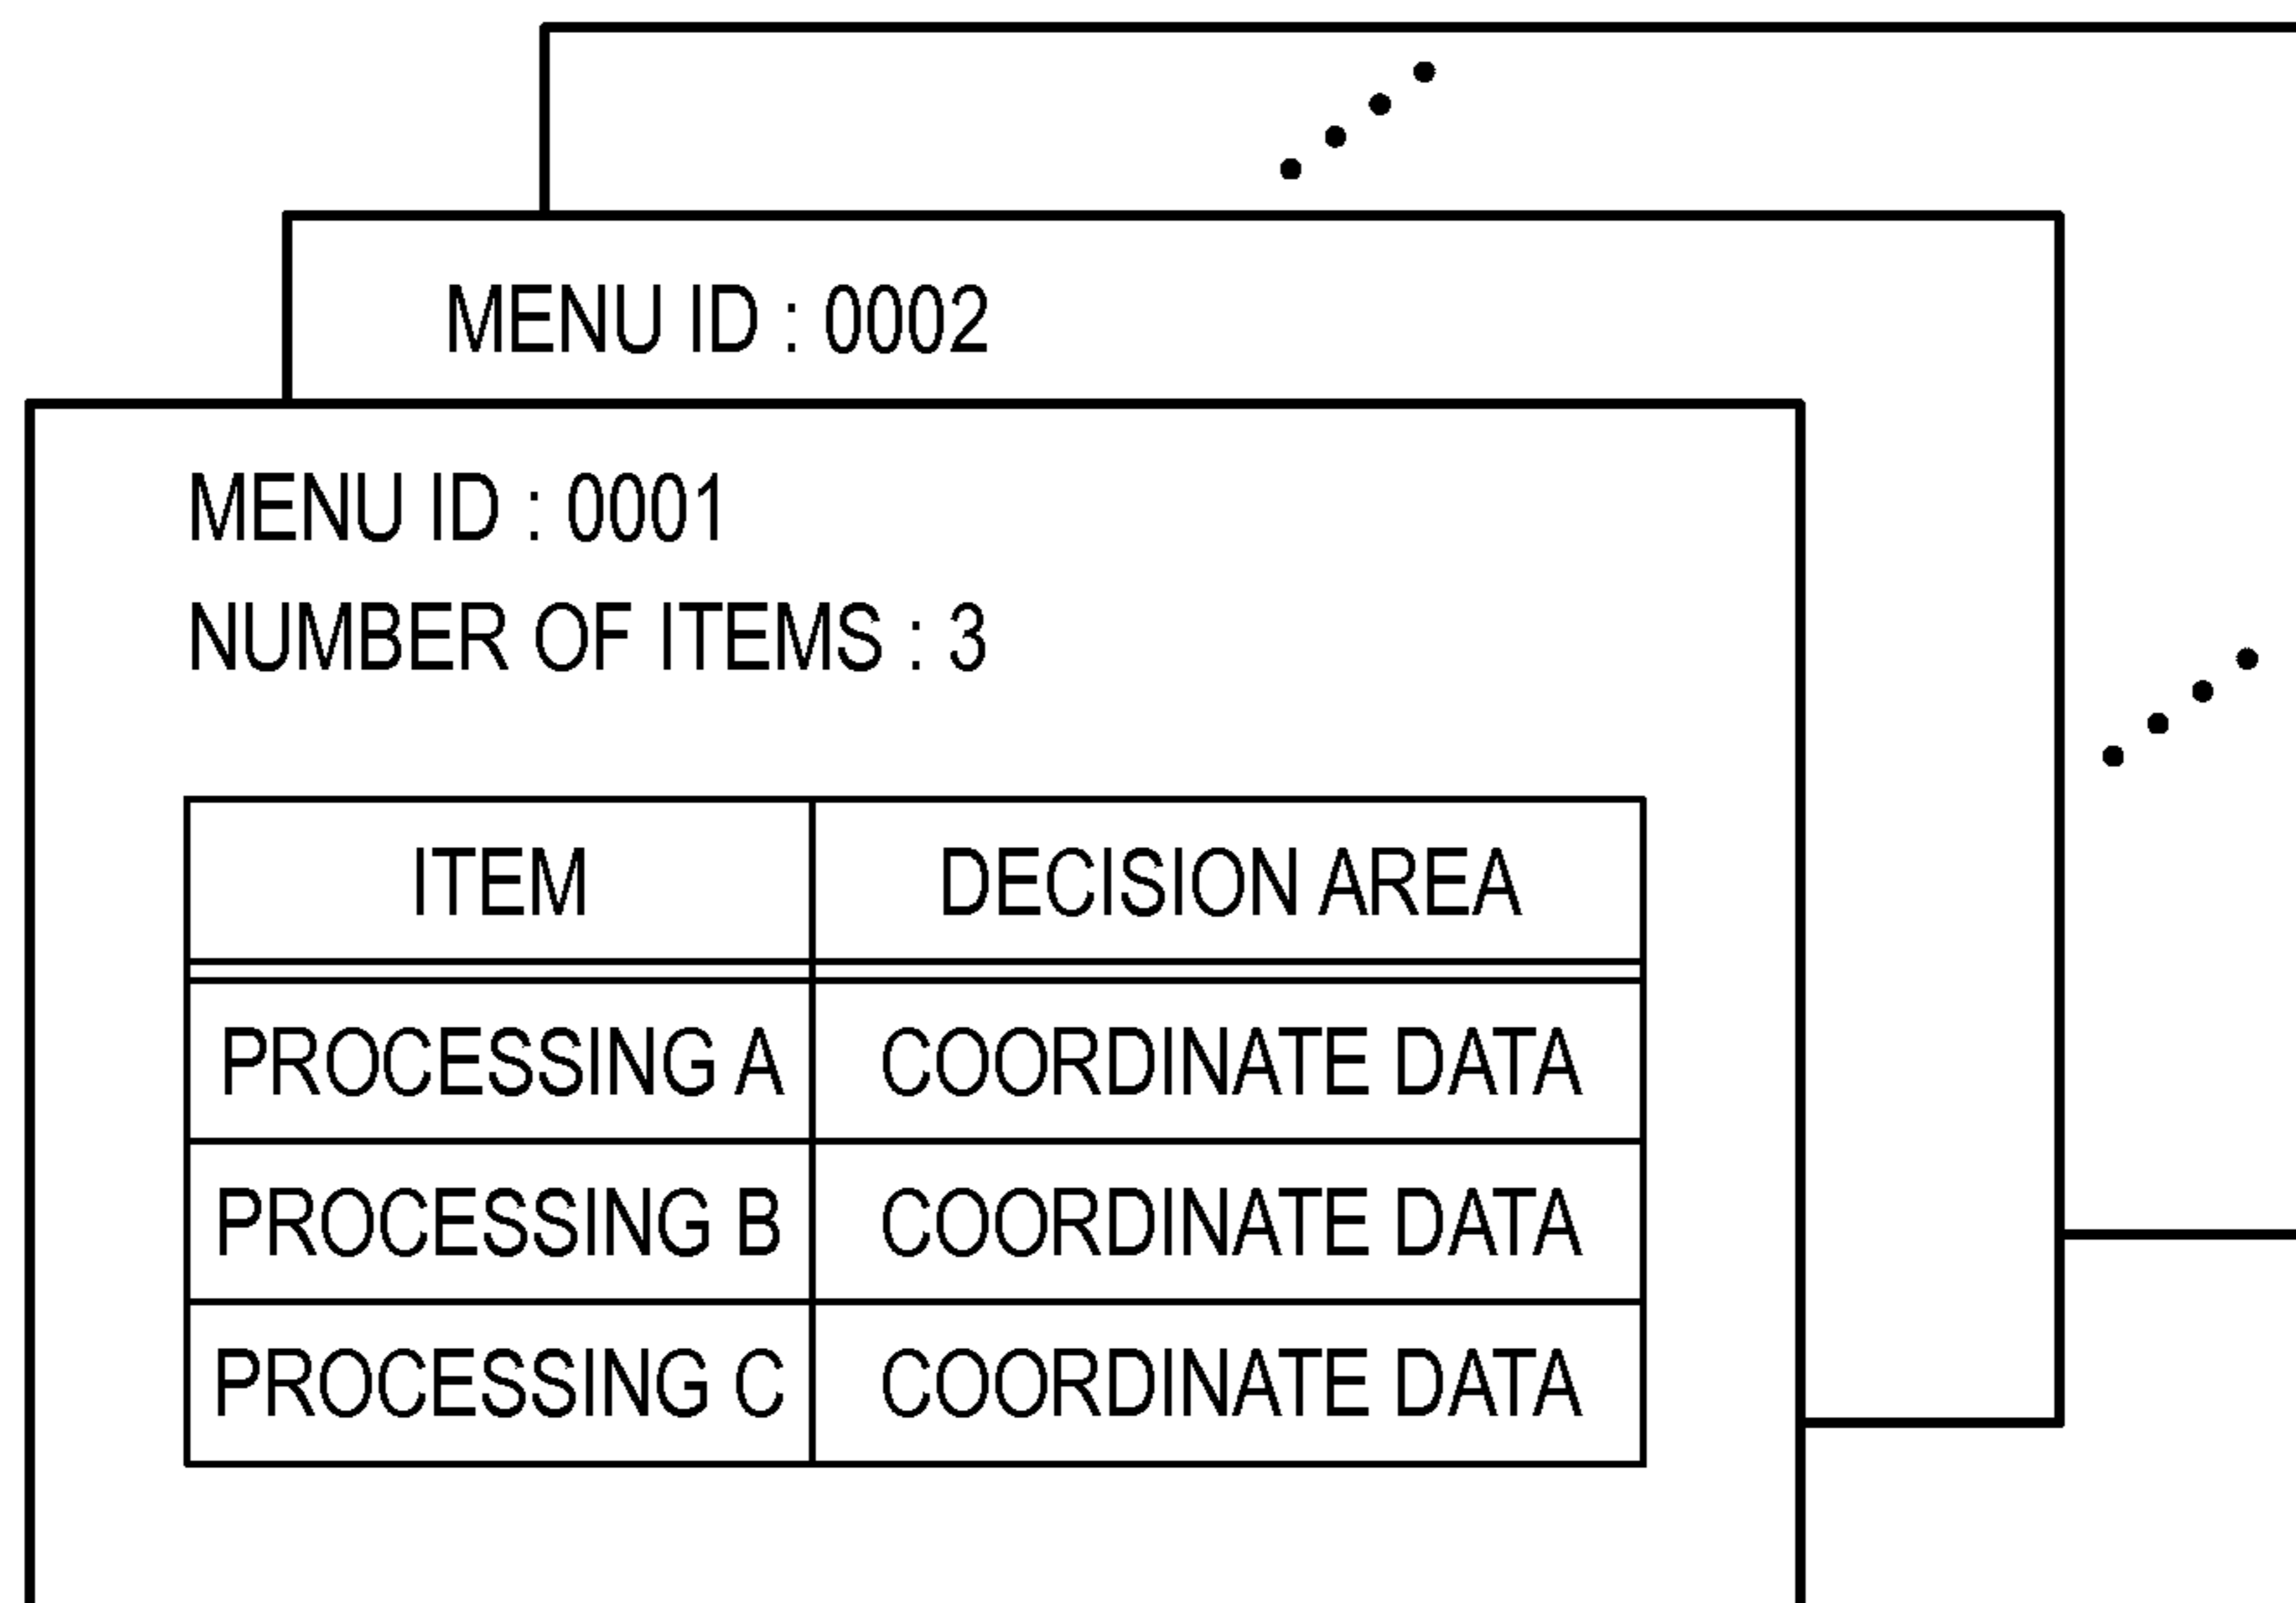 MENU ID : 0002
MENU ID : 0001
NUMBER OF ITEMS : 3
ITEM DECISION AREA
PROCESSING A COORDINATE DATA
PROCESSING B COORDINATE DATA
PROCESSING C COORDINATE DATA